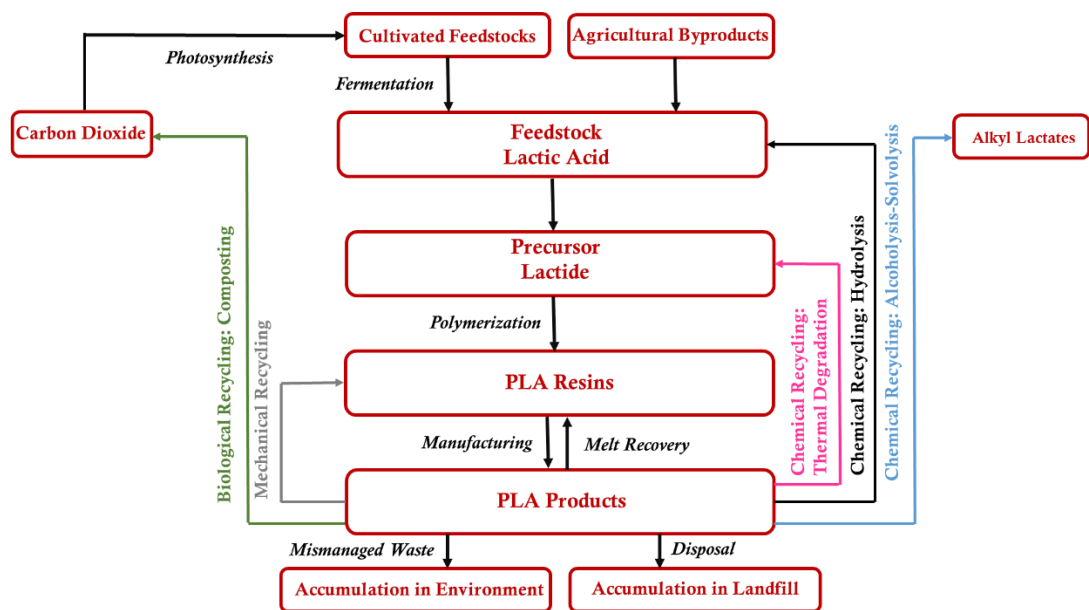 Cultivated Feedstocks
Agricultural Byproducts
Photosynthesis
Fermentation
Carbon Dioxide
Feedstock
Lactic Acid
Alkyl Lactates
Precursor
Lactide
Polymerization
PLA Resins
Manufacturing
Melt Recovery
PLA Products
Biological Recycling: Composting
Mechanical Recycling
Chemical Recycling:
Thermal Degradation
Chemical Recycling: Hydrolysis
Chemical Recycling: Alcoholysis-Solvolysis
Mismanaged Waste
Disposal
Accumulation in Environment
Accumulation in Landfill